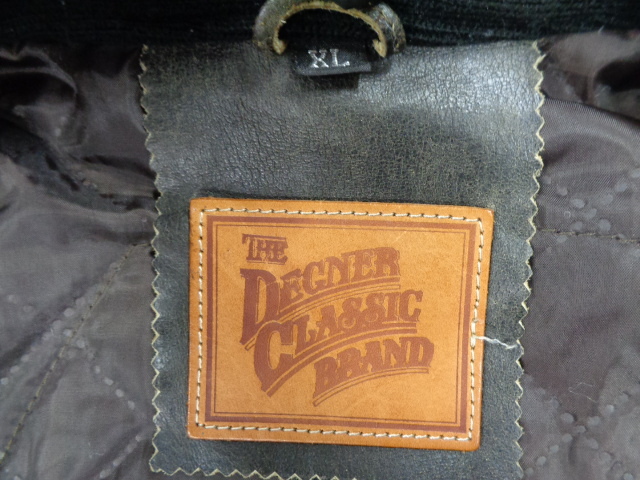 XL
THE
DEGNER
CLASSIC
BRAND